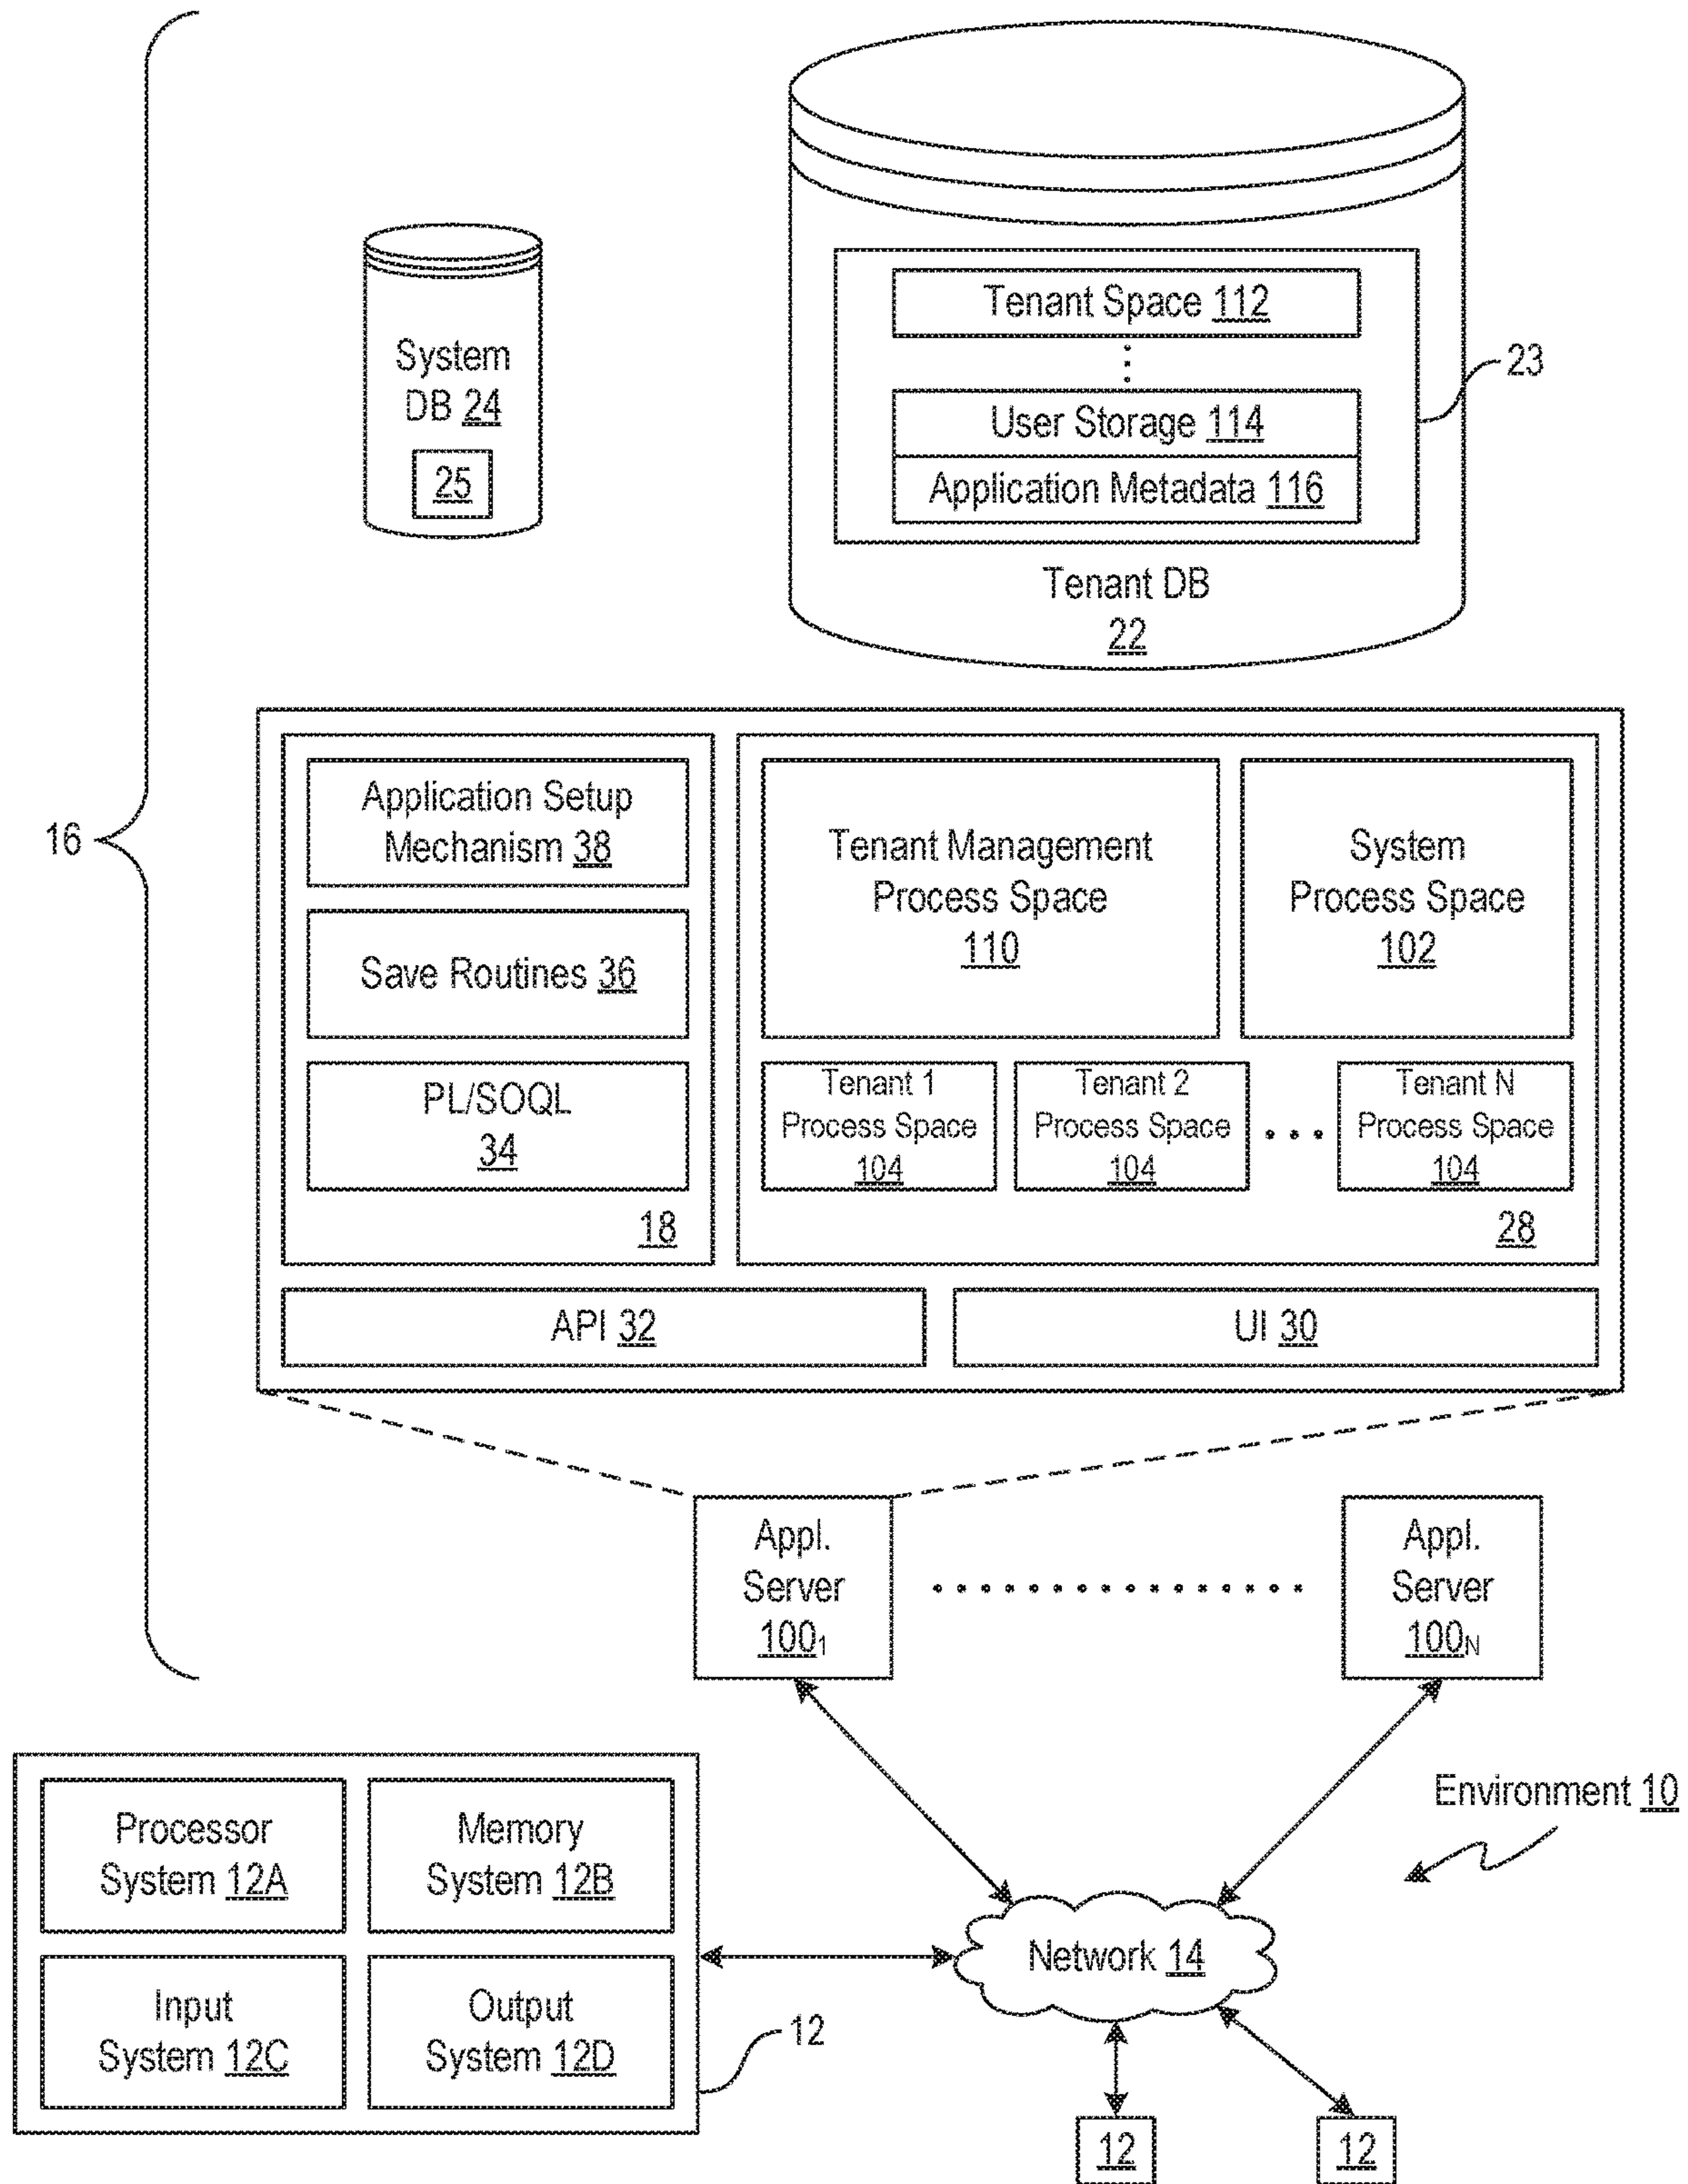 Tenant Space 112
System
DB 24
25
User Storage 114
Application Metadata 116
23
Tenant DB
22
16
Application Setup
Mechanism 38
Save Routines 36
PL/SOQL
34
18
Tenant Management
Process Space
110
System
Process Space
102
Tenant 1
Process Space
104
Tenant 2
Process Space
104
Tenant N
Process Space
104
28
API 32
UI 30
Appl.
Server
100₁
Appl.
Server
100N
Environment 10
Processor
System 12A
Memory
System 12B
Input
System 12C
Output
System 12D
12
Network 14
12
12